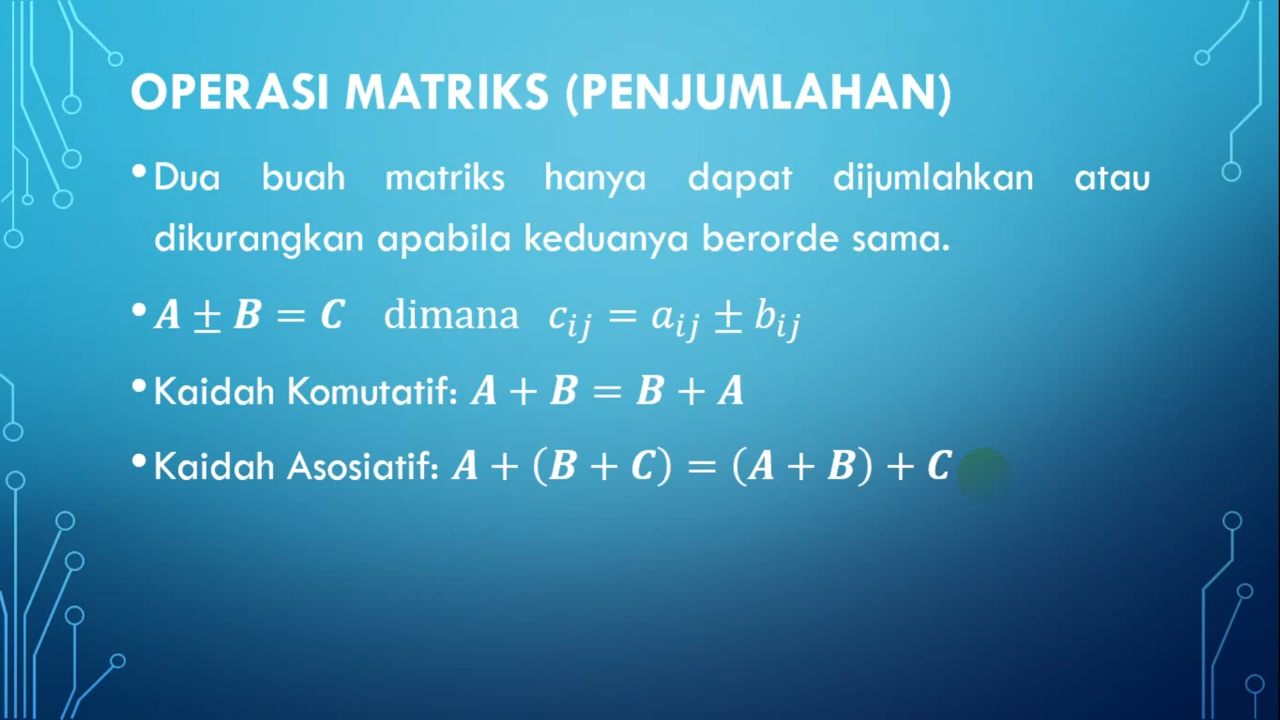 OPERASI MATRIKS (PENJUMLAHAN)
•Dua buah matriks hanya dapat dijumlahkan atau
dikurangkan apabila keduanya berorde sama.
•A ± B = C dimana c_ij = a_ij ± b_ij
•Kaidah Komutatif: A + B = B + A
•Kaidah Asosiatif: A + (B + C) = (A + B) + C